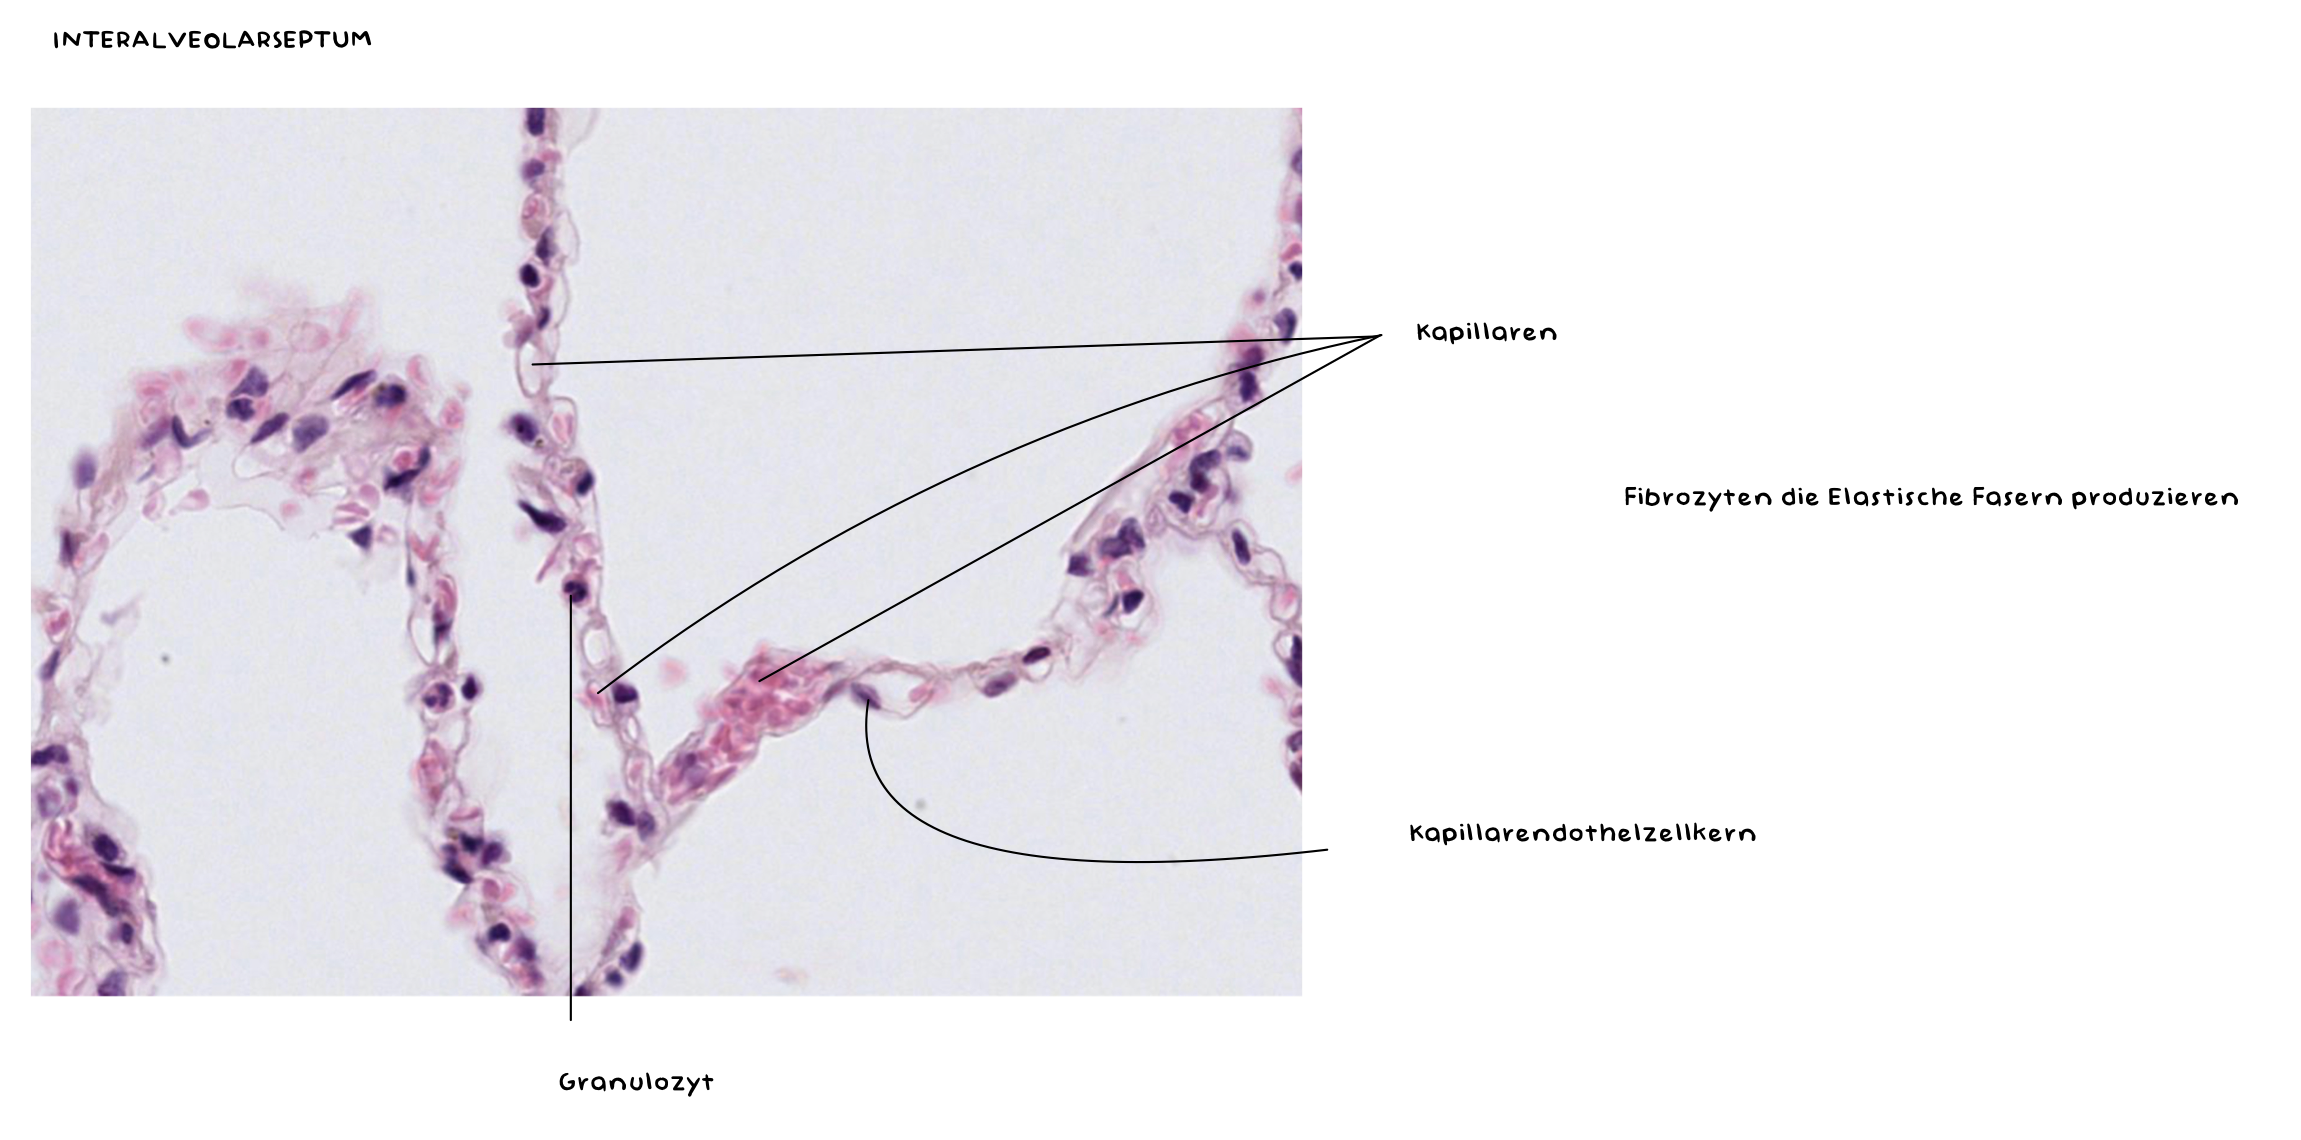 INTERALVEOLARSEPTUM
Kapillaren
Fibrozyten die Elastische Fasern produzieren
Kapillarendothelzellkern
Granulozyt